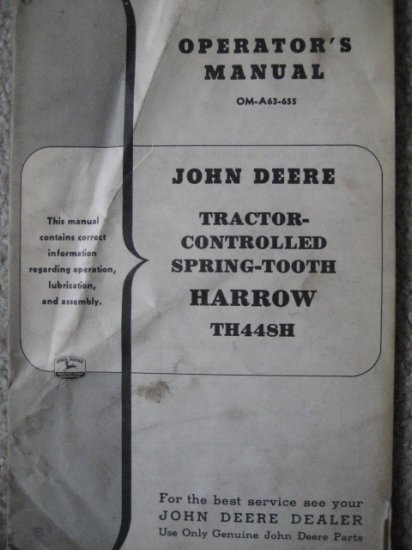 OPERATOR'S
MANUAL
OM-A63-655
JOHN DEERE
TRACTOR-
CONTROLLED
SPRING-TOOTH
HARROW
TH448H
This manual
contains correct
information
regarding operation,
lubrication,
and assembly.
JOHN DEERE
For the best service see your
JOHN DEERE DEALER
Use Only Genuine John Deere Parts